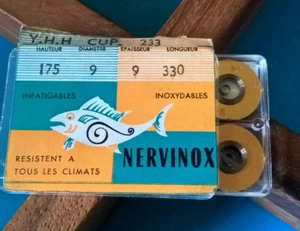 Y.H.H CUP 233
HAUTEUR DIAMETRE EPAISSEUR LONGUEUR
175 9 9 330
INFATIGABLES INOXYDABLES
NERVINOX
RESISTENT A
TOUS LES CLIMATS